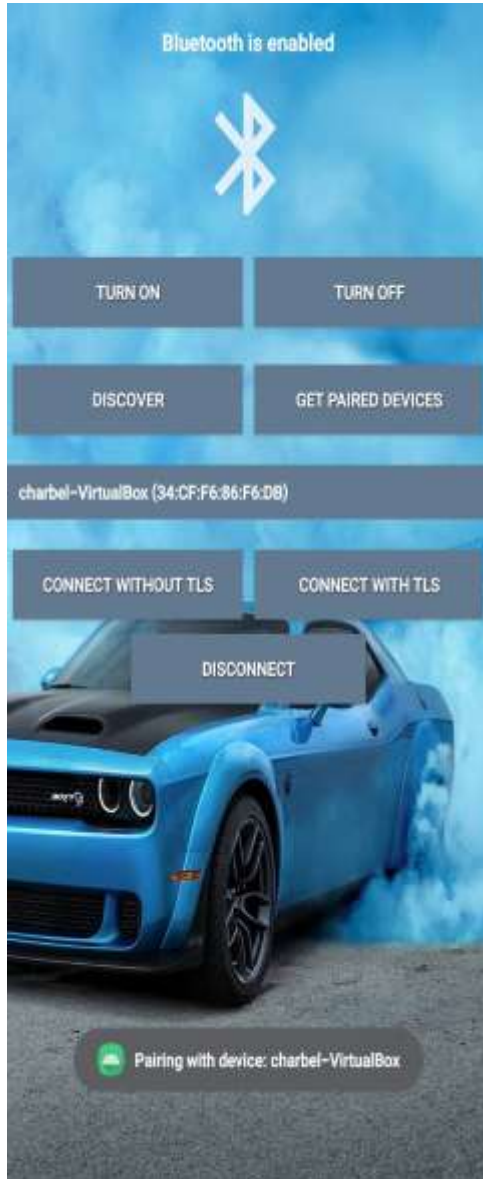 Bluetooth is enabled
TURN ON
TURN OFF
DISCOVER
GET PAIRED DEVICES
charbel-VirtualBox (34:CF:F6:86:F6:DB)
CONNECT WITHOUT TLS
CONNECT WITH TLS
DISCONNECT
Pairing with device: charbel-VirtualBox